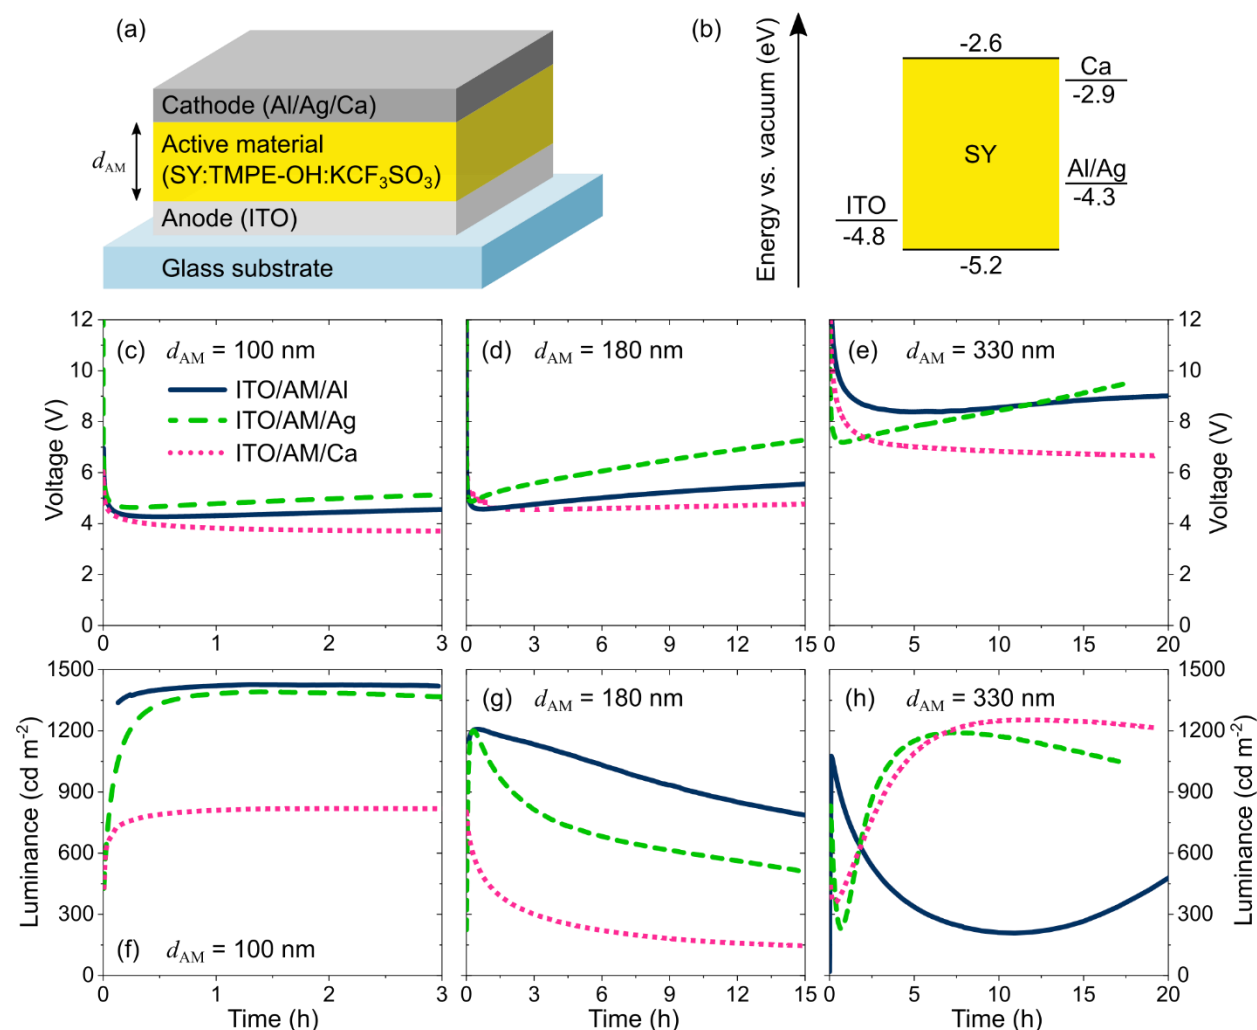 (a)
Cathode (Al/Ag/Ca)
Active material
(SY:TMPE-OH:KCF₃SO₃)
d_AM
Anode (ITO)
Glass substrate
(b)
Energy vs. vacuum (eV)
-2.6
Ca
-2.9
SY
Al/Ag
-4.3
ITO
-4.8
-5.2
(c) d_AM = 100 nm
ITO/AM/Al
ITO/AM/Ag
ITO/AM/Ca
Voltage (V)
12
10
8
6
4
2
0
0 1 2 3
(d) d_AM = 180 nm
0 3 6 9 12 15
(e) d_AM = 330 nm
12
10
8
6
4
2
0
Voltage (V)
0 5 10 15 20
Luminance (cd m⁻²)
1500
1200
900
600
300
0
(f) d_AM = 100 nm
0 1 2 3
Time (h)
(g) d_AM = 180 nm
0 3 6 9 12 15
Time (h)
(h) d_AM = 330 nm
1500
1200
900
600
300
0
Luminance (cd m⁻²)
0 5 10 15 20
Time (h)